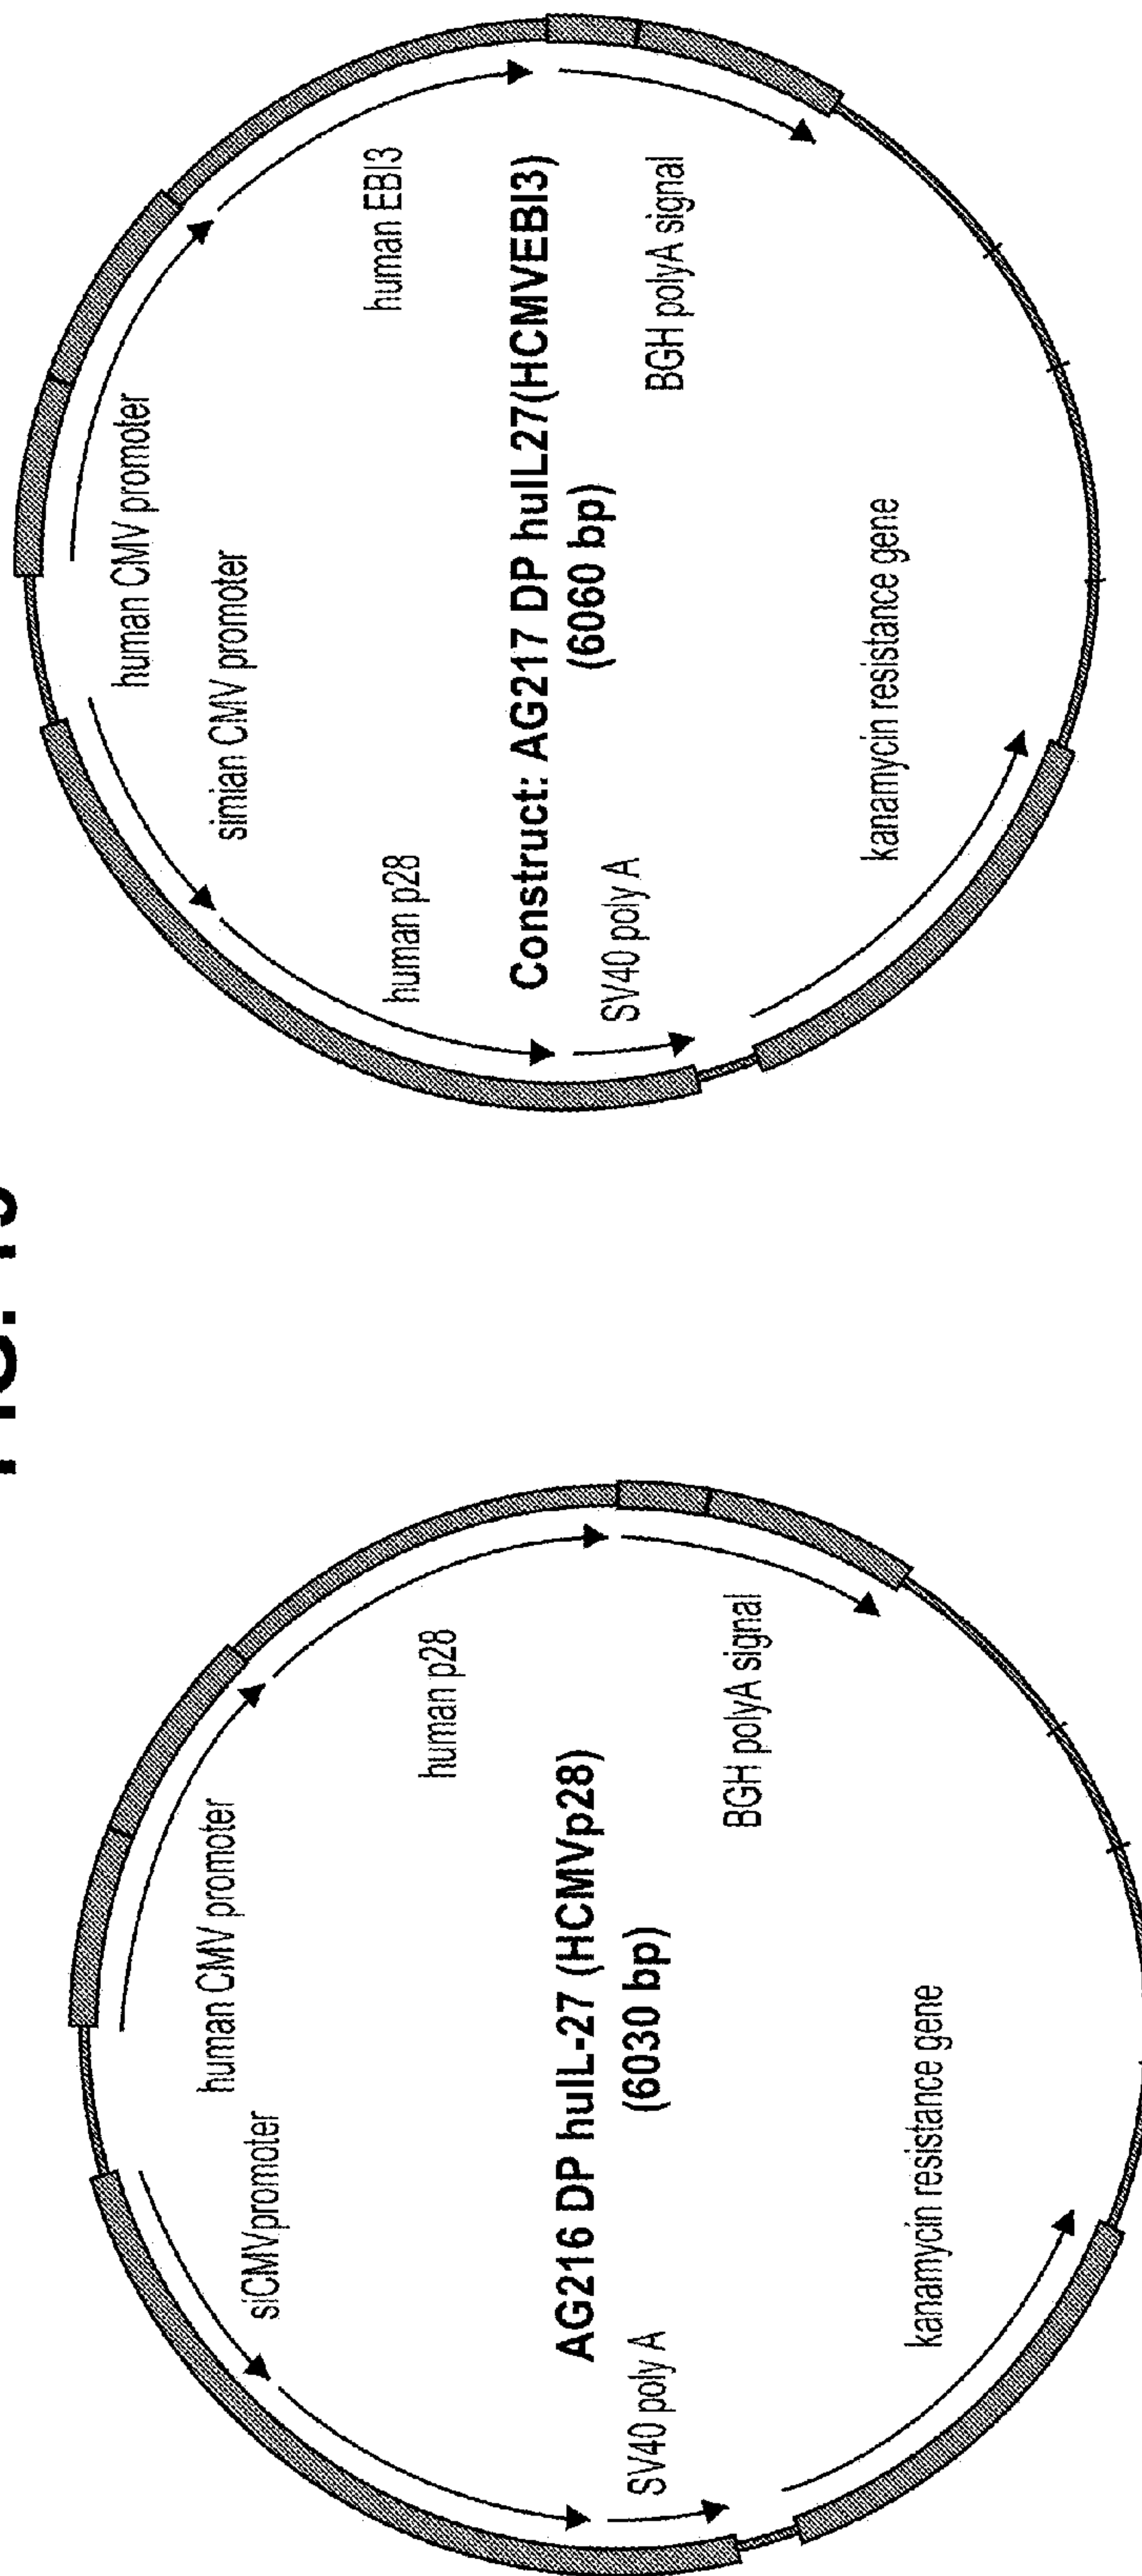 human CMV promoter
siCMVpromoter
human p28
AG216 DP huIL-27 (HCMVp28)
(6030 bp)
SV40 poly A
BGH polyA signal
kanamycin resistance gene
human CMV promoter
simian CMV promoter
human EBI3
human p28
Construct: AG217 DP huIL27(HCMVEBI3)
(6060 bp)
SV40 poly A
BGH polyA signal
kanamycin resistance gene